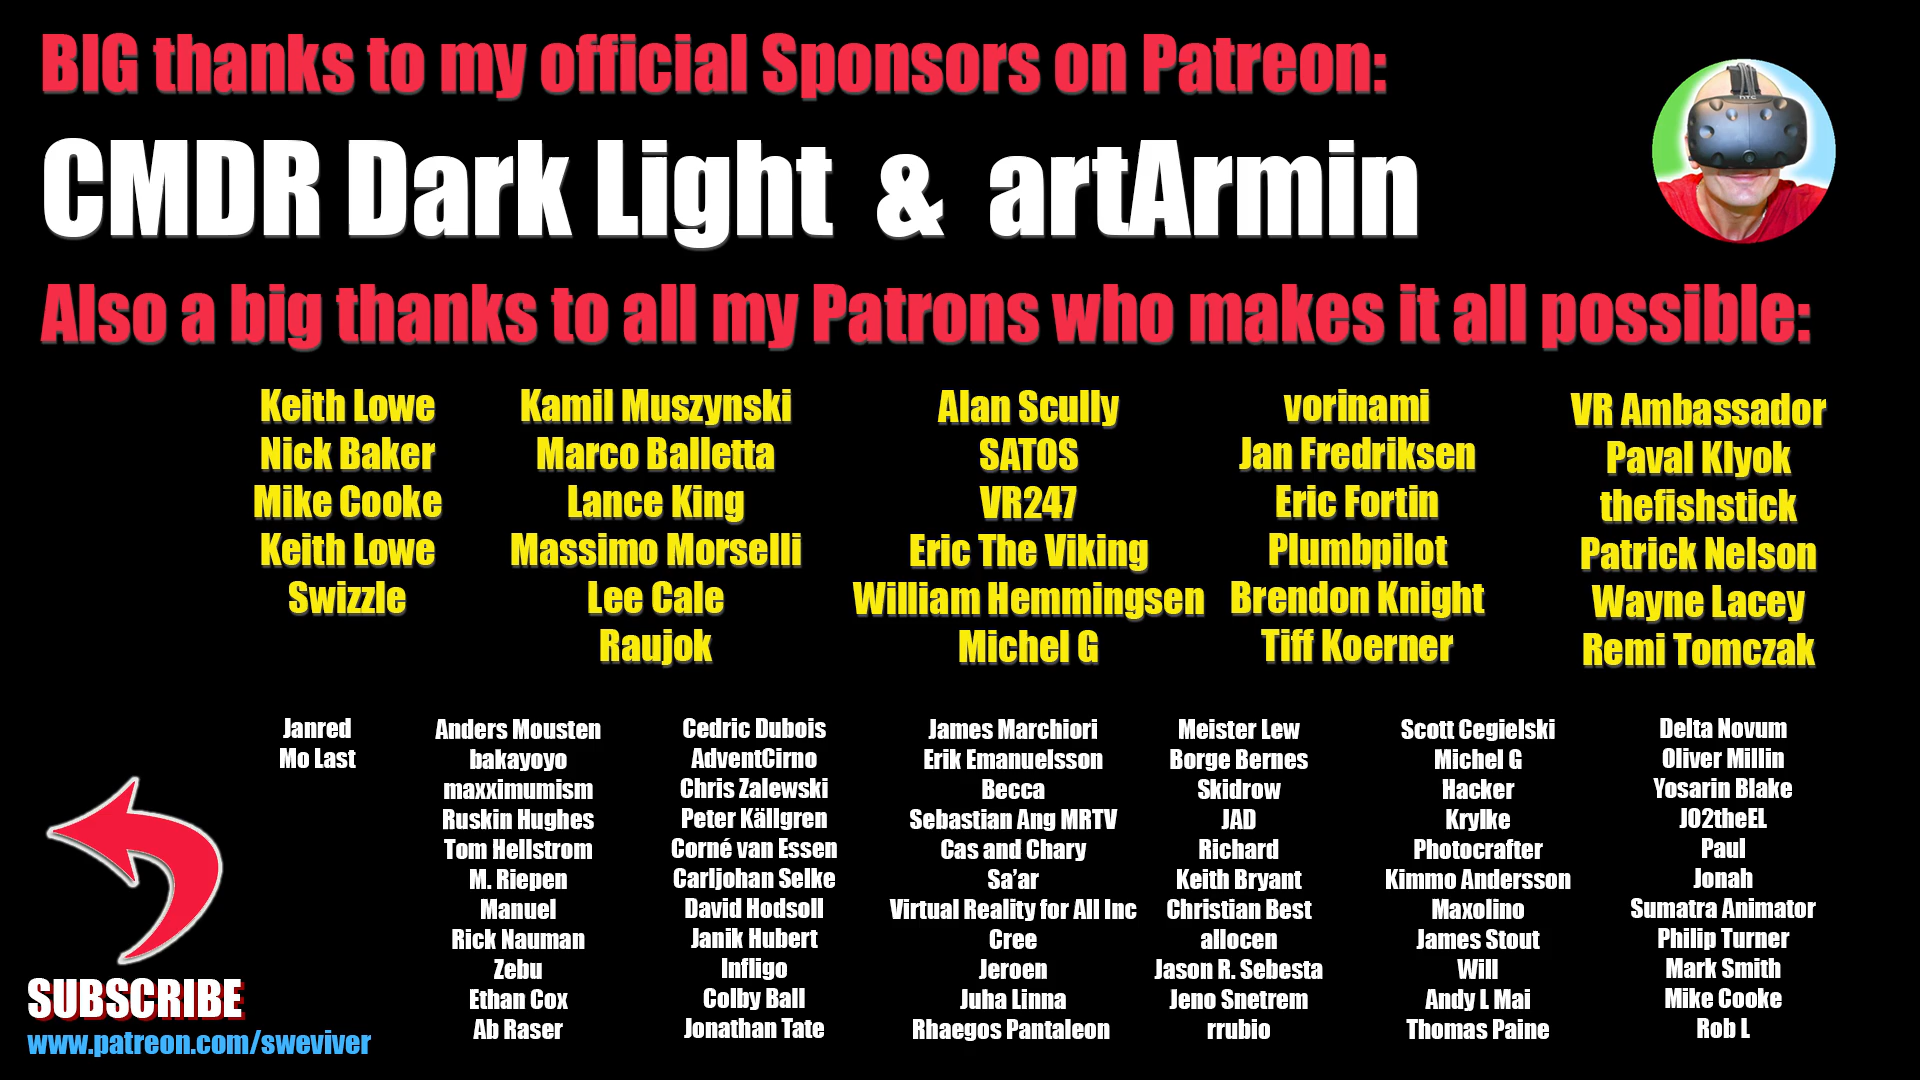 BIG thanks to my official Sponsors on Patreon:
CMDR Dark Light & artArmin
Also a big thanks to all my Patrons who makes it all possible:
Keith Lowe
Nick Baker
Mike Cooke
Keith Lowe
Swizzle
Kamil Muszynski
Marco Balletta
Lance King
Massimo Morselli
Lee Cale
Raujok
Alan Scully
SATOS
VR247
Eric The Viking
William Hemmingsen
Michel G
vorinami
Jan Fredriksen
Eric Fortin
Plumbpilot
Brendon Knight
Tiff Koerner
VR Ambassador
Paval Klyok
thefishstick
Patrick Nelson
Wayne Lacey
Remi Tomczak
Janred
Mo Last
Anders Mousten
bakayoyo
maxximumism
Ruskin Hughes
Tom Hellstrom
M. Riepen
Manuel
Rick Nauman
Zebu
Ethan Cox
Ab Raser
Cedric Dubois
AdventCirno
Chris Zalewski
Peter Källgren
Corné van Essen
Carljohan Selke
David Hodsoll
Janik Hubert
Infligo
Colby Ball
Jonathan Tate
James Marchiori
Erik Emanuelsson
Becca
Sebastian Ang MRTV
Cas and Chary
Sa’ar
Virtual Reality for All Inc
Cree
Jeroen
Juha Linna
Rhaegos Pantaleon
Meister Lew
Borge Bernes
Skidrow
JAD
Richard
Keith Bryant
Christian Best
allocen
Jason R. Sebesta
Jeno Snetrem
rrubio
Scott Cegielski
Michel G
Hacker
Krylke
Photocrafter
Kimmo Andersson
Maxolino
James Stout
Will
Andy L Mai
Thomas Paine
Delta Novum
Oliver Millin
Yosarin Blake
JO2theEL
Paul
Jonah
Sumatra Animator
Philip Turner
Mark Smith
Mike Cooke
Rob L
SUBSCRIBE
www.patreon.com/sweviver
HTC